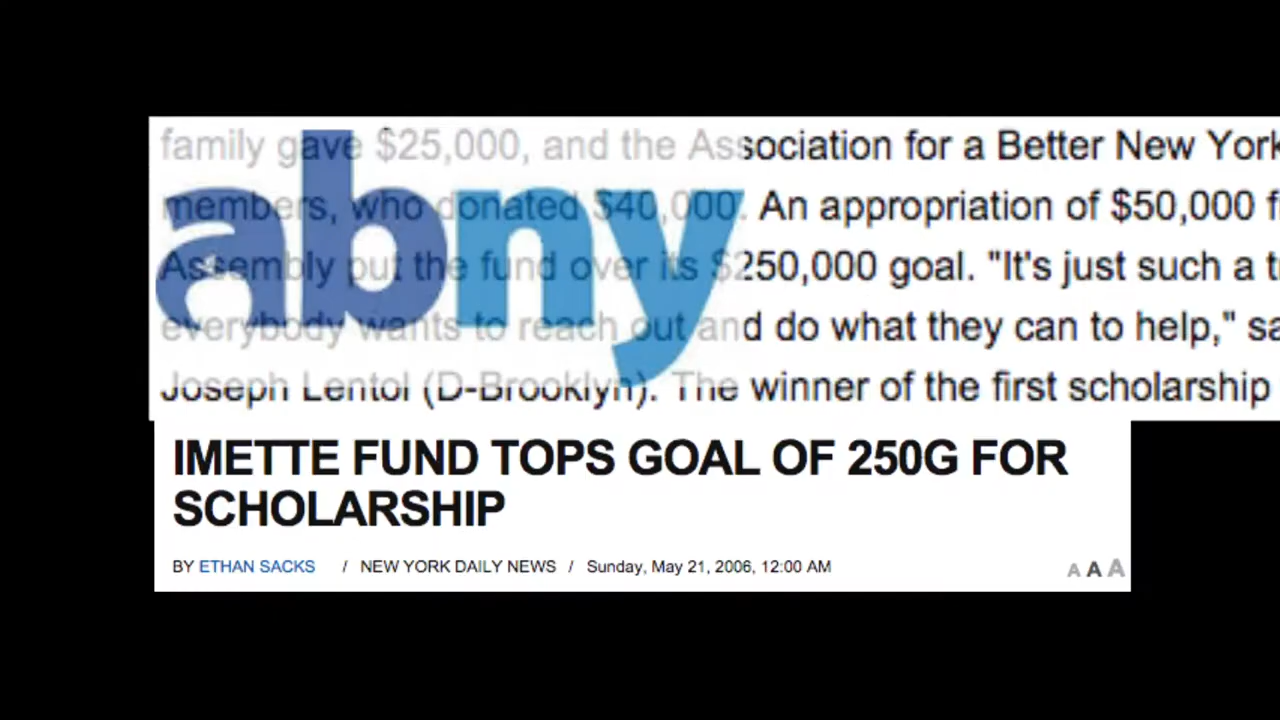 family gave $25,000, and the Association for a Better New York
members, who donated $40,000. An appropriation of $50,000 f
Assembly put the fund over its $250,000 goal. "It's just such a t
everybody wants to reach out and do what they can to help," sa
Joseph Lentol (D-Brooklyn). The winner of the first scholarship
abny
IMETTE FUND TOPS GOAL OF 250G FOR
SCHOLARSHIP
BY ETHAN SACKS / NEW YORK DAILY NEWS / Sunday, May 21, 2006, 12:00 AM A A A